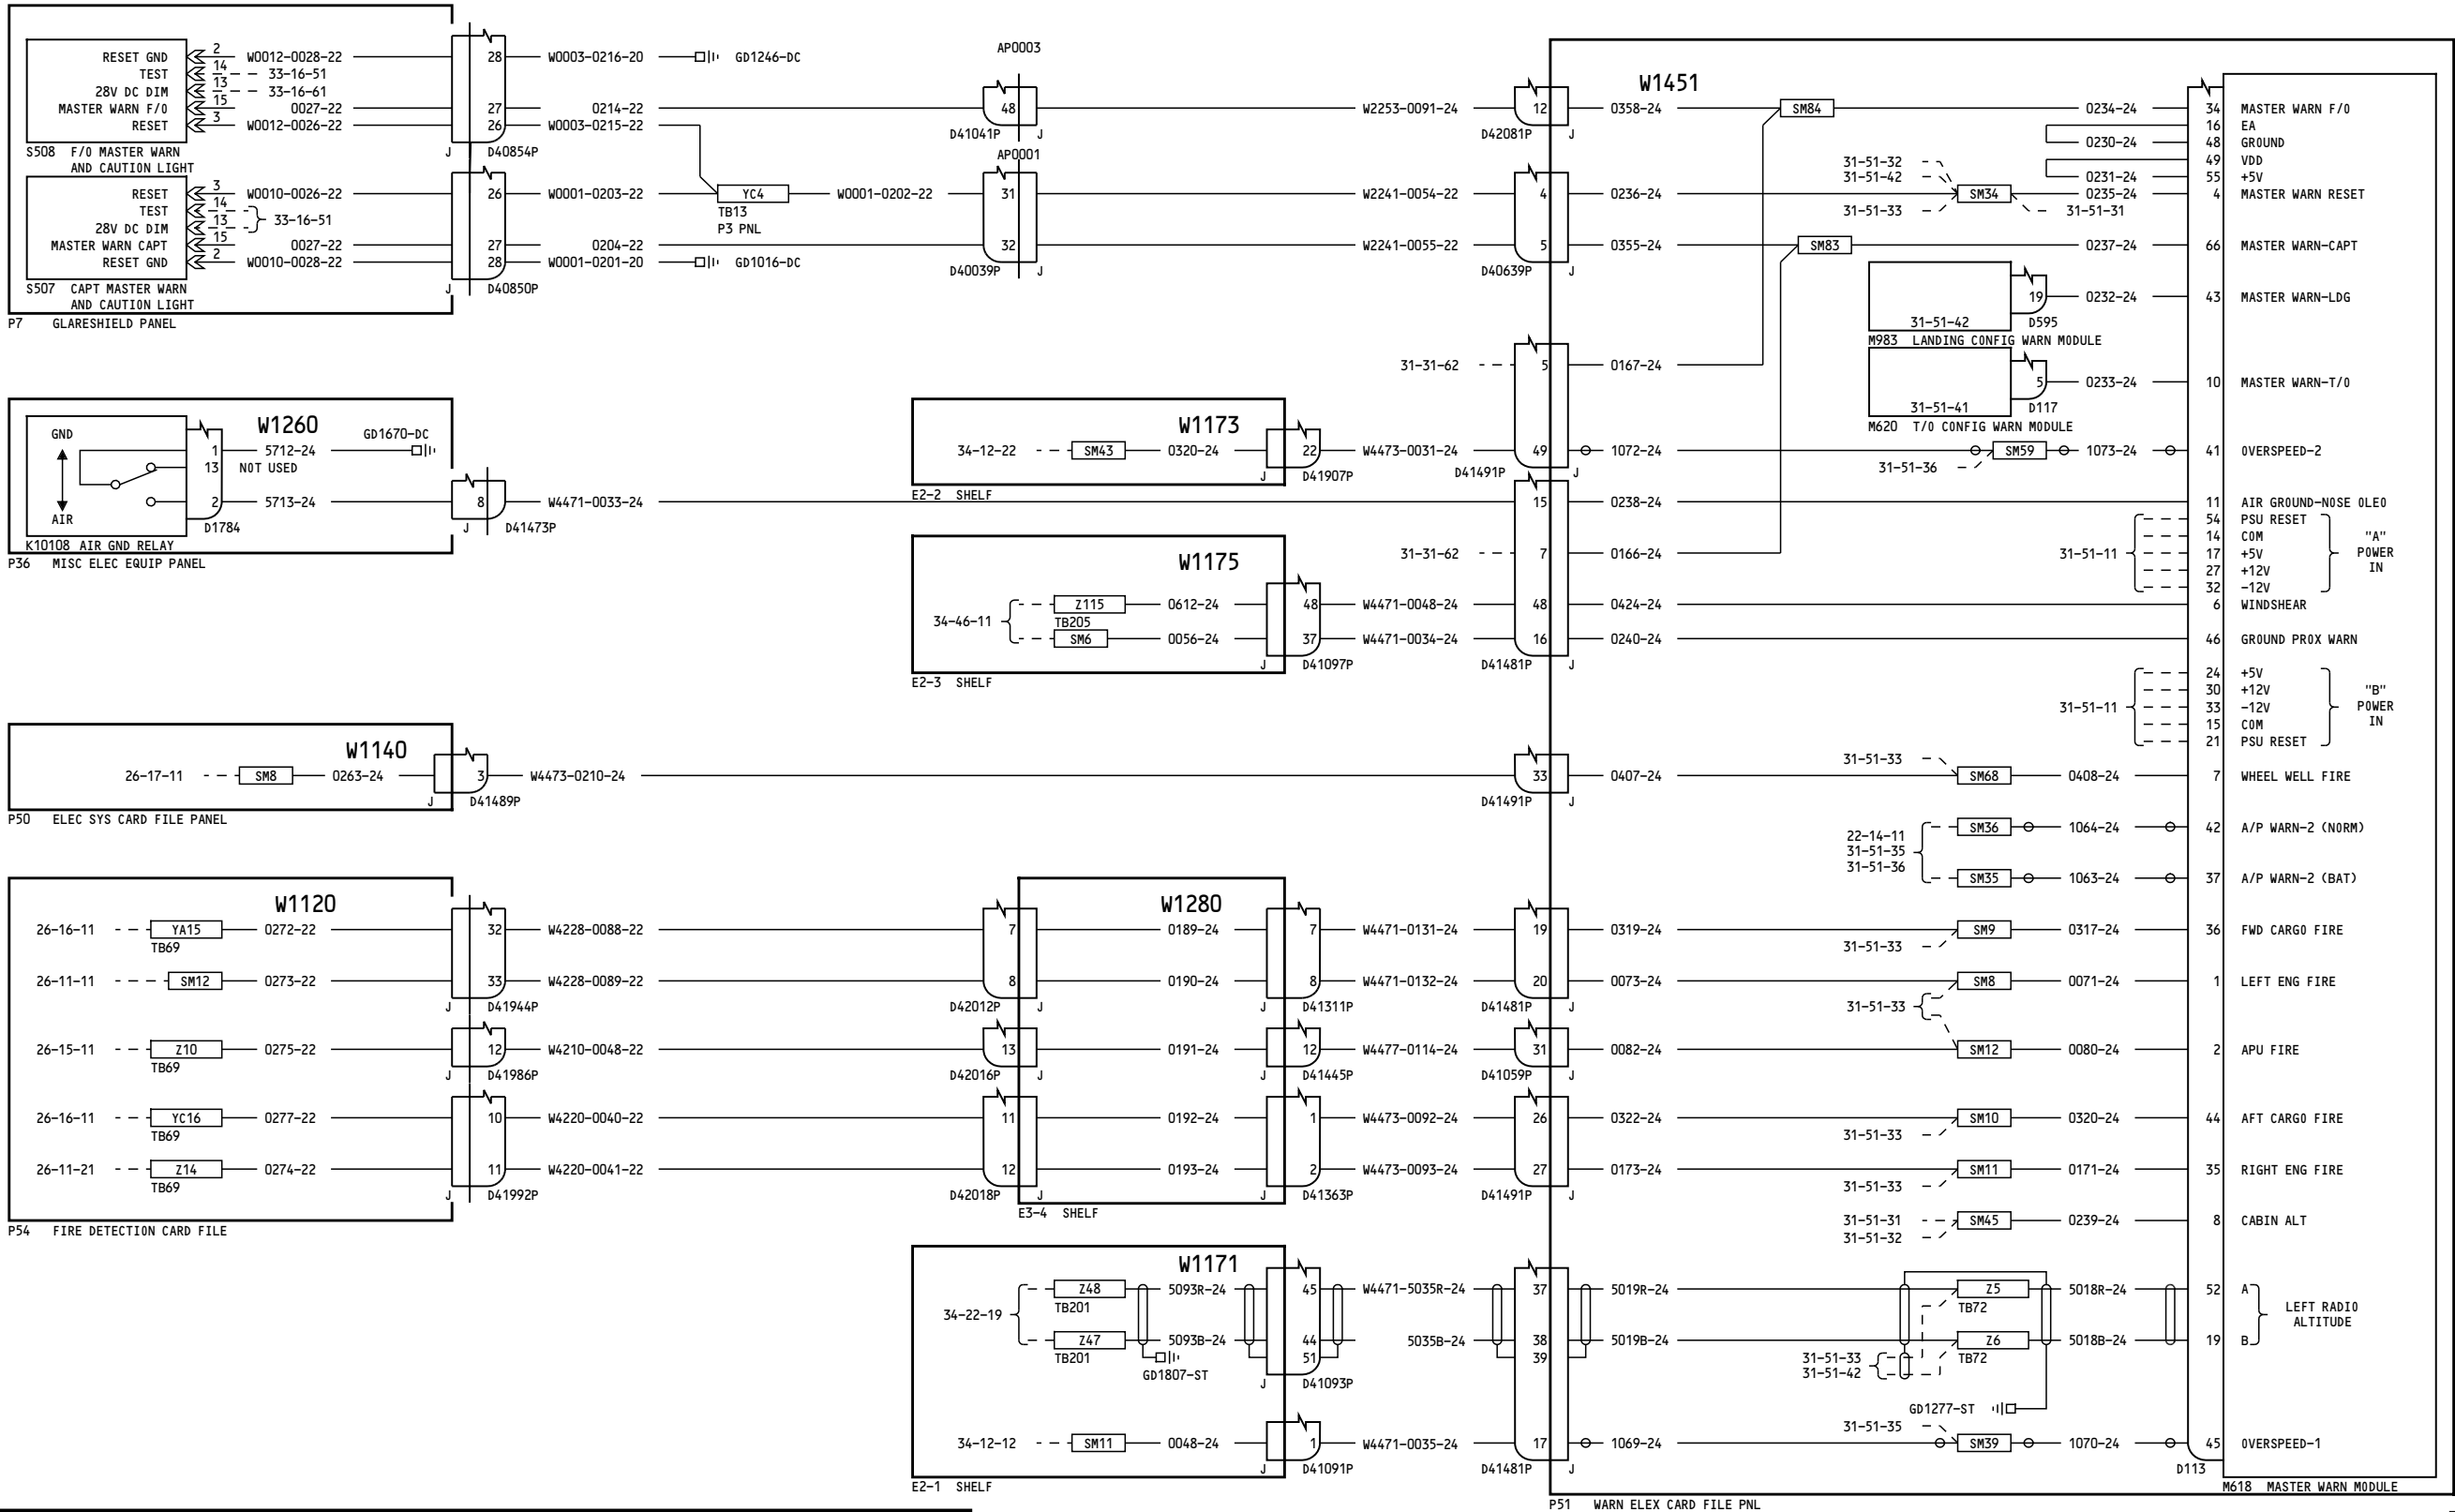 AP0003
W1451
RESET GND 2 W0012-0028-22 28 W0003-0216-20 GD1246-DC
TEST 14 33-16-51
28V DC DIM 13 33-16-61
MASTER WARN F/O 15 0027-22 27 0214-22 48 W2253-0091-24 12 0358-24 SM84 0234-24 34 MASTER WARN F/O
RESET 3 W0012-0026-22 26 W0003-0215-22 16 EA
D41041P J D42081P J
0230-24 48 GROUND
S508 F/O MASTER WARN J D40854P AP0001
AND CAUTION LIGHT
31-51-32 49 VDD
31-51-42 0231-24 55 +5V
RESET 3 W0010-0026-22 26 W0001-0203-22 YC4 W0001-0202-22 31 W2241-0054-22 4 0236-24 SM34 0235-24 4 MASTER WARN RESET
TEST 14 TB13 31-51-33 31-51-31
33-16-51
28V DC DIM 13 P3 PNL
MASTER WARN CAPT 15 0027-22 27 0204-22 32 W2241-0055-22 5 0355-24 SM83 0237-24 66 MASTER WARN-CAPT
RESET GND 2 W0010-0028-22 28 W0001-0201-20 GD1016-DC
D40039P J D40639P J
S507 CAPT MASTER WARN J D40850P
AND CAUTION LIGHT
19 0232-24 43 MASTER WARN-LDG
P7 GLARESHIELD PANEL
31-51-42 D595
M983 LANDING CONFIG WARN MODULE
31-31-62 5 0167-24
5 0233-24 10 MASTER WARN-T/O
31-51-41 D117
M620 T/O CONFIG WARN MODULE
W1260 W1173
GND GD1670-DC
1 5712-24 34-12-22 SM43 0320-24 22 W4473-0031-24 49 1072-24 SM59 1073-24 41 OVERSPEED-2
13 NOT USED J D41907P D41491P J 31-51-36
E2-2 SHELF
2 5713-24 8 W4471-0033-24 15 0238-24 11 AIR GROUND-NOSE OLEO
AIR D1784 J D41473P
K10108 AIR GND RELAY
P36 MISC ELEC EQUIP PANEL
54 PSU RESET
14 COM "A"
31-51-11 17 +5V POWER
27 +12V IN
32 -12V
W1175 31-31-62 7 0166-24
Z115 0612-24 48 W4471-0048-24 48 0424-24 6 WINDSHEAR
34-46-11 TB205
SM6 0056-24 37 W4471-0034-24 16 0240-24 46 GROUND PROX WARN
J D41097P D41481P J
E2-3 SHELF
24 +5V
30 +12V "B"
31-51-11 33 -12V POWER
15 COM IN
21 PSU RESET
W1140
31-51-33
26-17-11 SM8 0263-24 3 W4473-0210-24 33 0407-24 SM68 0408-24 7 WHEEL WELL FIRE
J D41489P D41491P J
P50 ELEC SYS CARD FILE PANEL
22-14-11 SM36 1064-24 42 A/P WARN-2 (NORM)
31-51-35
31-51-36
SM35 1063-24 37 A/P WARN-2 (BAT)
W1120 W1280
26-16-11 YA15 0272-22 32 W4228-0088-22 7 0189-24 7 W4471-0131-24 19 0319-24 SM9 0317-24 36 FWD CARGO FIRE
TB69 31-51-33
26-11-11 SM12 0273-22 33 W4228-0089-22 8 0190-24 8 W4471-0132-24 20 0073-24 SM8 0071-24 1 LEFT ENG FIRE
J D41944P D42012P J D41311P D41481P J 31-51-33
26-15-11 Z10 0275-22 12 W4210-0048-22 13 0191-24 12 W4477-0114-24 31 0082-24 SM12 0080-24 2 APU FIRE
TB69 J D41986P D42016P J D41445P D41059P J
26-16-11 YC16 0277-22 10 W4220-0040-22 11 0192-24 1 W4473-0092-24 26 0322-24 SM10 0320-24 44 AFT CARGO FIRE
TB69 31-51-33
26-11-21 Z14 0274-22 11 W4220-0041-22 12 0193-24 2 W4473-0093-24 27 0173-24 SM11 0171-24 35 RIGHT ENG FIRE
TB69 J D41992P D42018P J D41363P D41491P J 31-51-33
E3-4 SHELF
P54 FIRE DETECTION CARD FILE
31-51-31 SM45 0239-24 8 CABIN ALT
31-51-32
W1171
Z48 5093R-24 45 W4471-5035R-24 37 5019R-24 Z5 5018R-24 52 A
34-22-19 TB201 TB72 LEFT RADIO
ALTITUDE
Z47 5093B-24 44 5035B-24 38 5019B-24 Z6 5018B-24 19 B
TB201 51 39 31-51-33 TB72
GD1807-ST 31-51-42
J D41093P
GD1277-ST
31-51-35
34-12-12 SM11 0048-24 1 W4471-0035-24 17 1069-24 SM39 1070-24 45 OVERSPEED-1
J D41091P D41481P J D113
E2-1 SHELF
M618 MASTER WARN MODULE
P51 WARN ELEX CARD FILE PNL